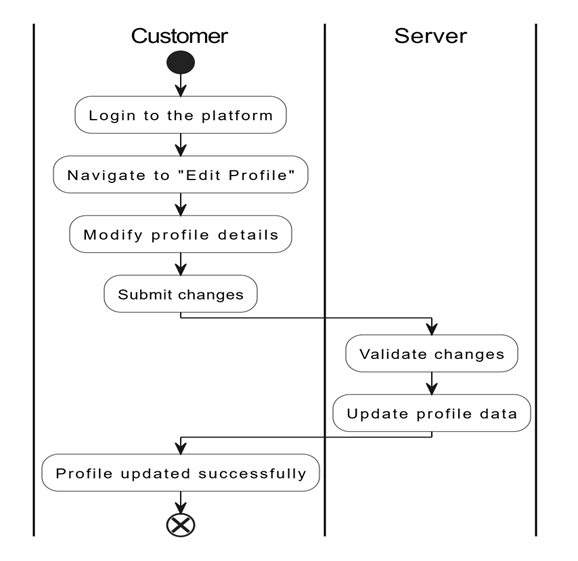 Customer
Server
Login to the platform
Navigate to "Edit Profile"
Modify profile details
Submit changes
Validate changes
Update profile data
Profile updated successfully